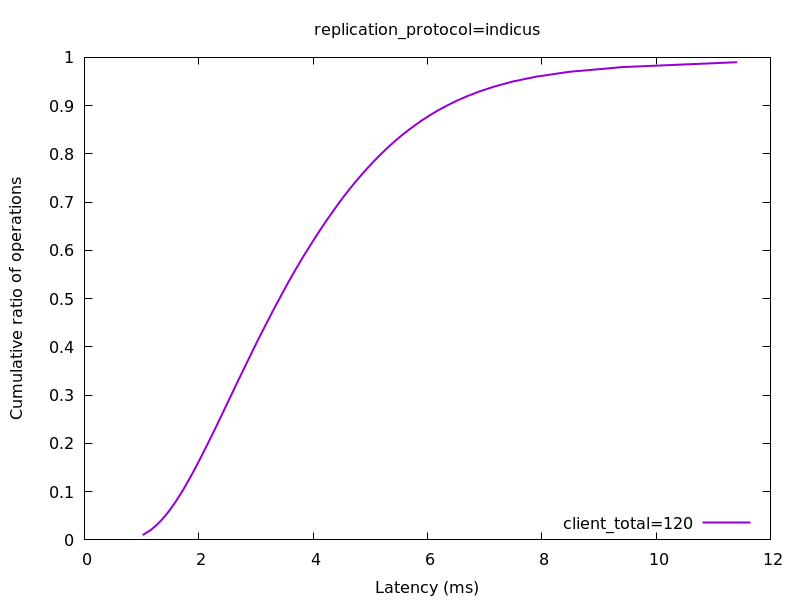 replication_protocol=indicus
1
0.9
0.8
0.7
0.6
0.5
0.4
0.3
0.2
0.1
0
Cumulative ratio of operations
client_total=120
0 2 4 6 8 10 12
Latency (ms)